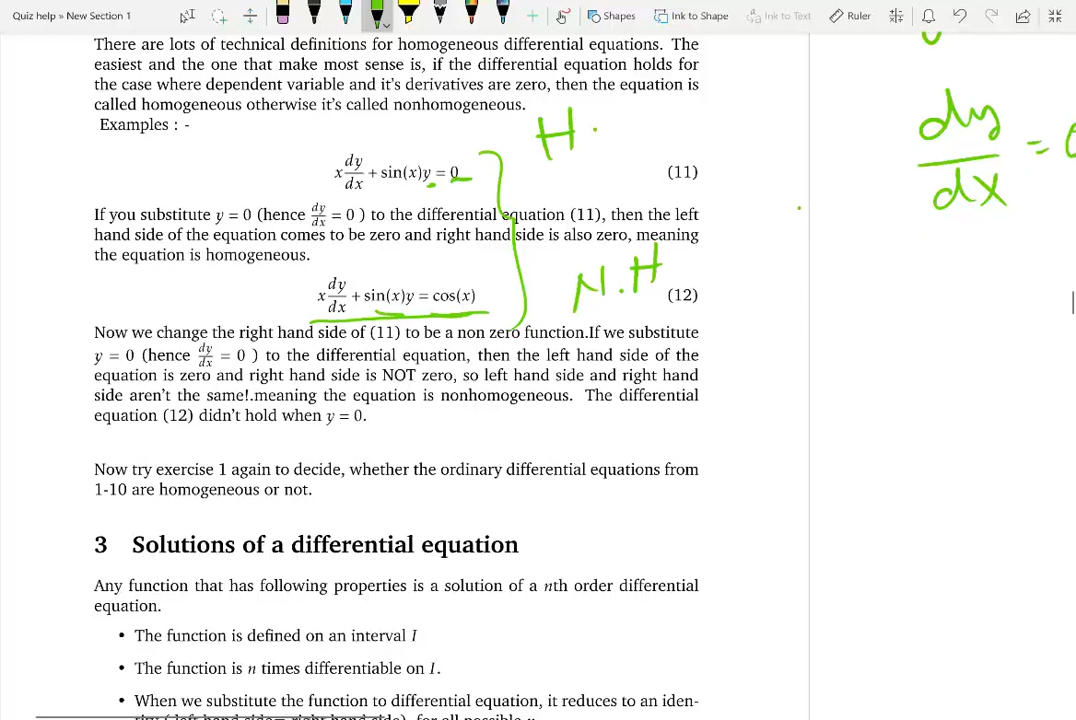 Quiz help » New Section 1
Shapes
Ink to Shape
Ink to Text
Ruler
There are lots of technical definitions for homogeneous differential equations. The
easiest and the one that make most sense is, if the differential equation holds for
the case where dependent variable and it's derivatives are zero, then the equation is
called homogeneous otherwise it's called nonhomogeneous.
Examples : -
H.
x dy/dx + sin(x)y = 0 (11)
dy/dx =
If you substitute y = 0 (hence dy/dx = 0 ) to the differential equation (11), then the left
hand side of the equation comes to be zero and right hand side is also zero, meaning
the equation is homogeneous.
N.H
x dy/dx + sin(x)y = cos(x) (12)
Now we change the right hand side of (11) to be a non zero function.If we substitute
y = 0 (hence dy/dx = 0 ) to the differential equation, then the left hand side of the
equation is zero and right hand side is NOT zero, so left hand side and right hand
side aren't the same!.meaning the equation is nonhomogeneous. The differential
equation (12) didn't hold when y = 0.
Now try exercise 1 again to decide, whether the ordinary differential equations from
1-10 are homogeneous or not.
3 Solutions of a differential equation
Any function that has following properties is a solution of a nth order differential
equation.
• The function is defined on an interval I
• The function is n times differentiable on I.
• When we substitute the function to differential equation, it reduces to an iden-